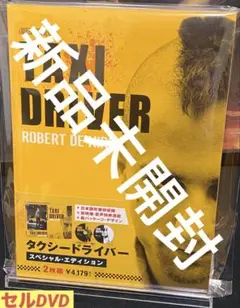 TAXI
DRIVER
ROBERT DE NIRO
新品未開封
タクシードライバー
スペシャル・エディション
2枚組 ¥4,179!
セルDVD